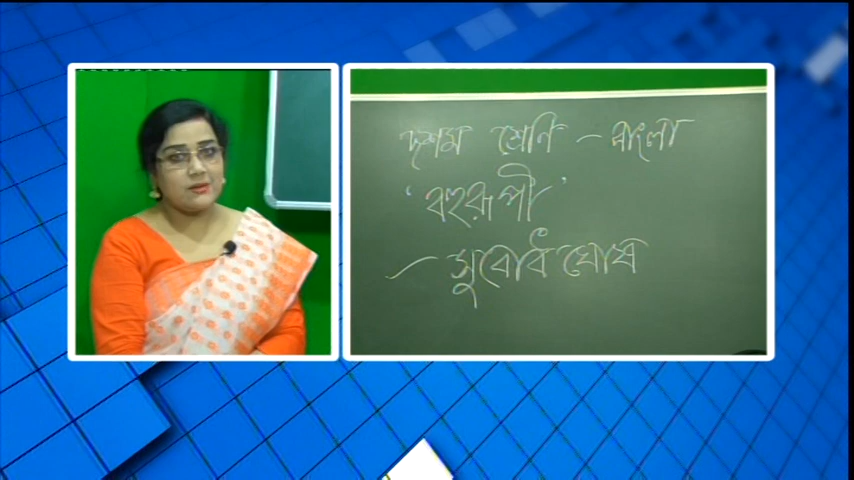 দশম শ্রেণি – বাংলা
'বহুরূপী'
– সুবোধ ঘোষ